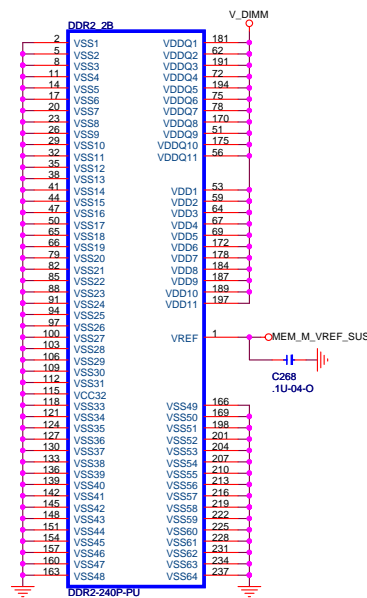 V_DIMM
DDR2_2B
2 VSS1 VDDQ1 181
5 VSS2 VDDQ2 62
8 VSS3 VDDQ3 191
11 VSS4 VDDQ4 72
14 VSS5 VDDQ5 194
17 VSS6 VDDQ6 75
20 VSS7 VDDQ7 78
23 VSS8 VDDQ8 170
26 VSS9 VDDQ9 51
29 VSS10 VDDQ10 175
32 VSS11 VDDQ11 56
35 VSS12
38 VSS13
41 VSS14 VDD1 53
44 VSS15 VDD2 59
47 VSS16 VDD3 64
50 VSS17 VDD4 67
65 VSS18 VDD5 69
66 VSS19 VDD6 172
79 VSS20 VDD7 178
82 VSS21 VDD8 184
85 VSS22 VDD9 187
88 VSS23 VDD10 189
91 VSS24 VDD11 197
94 VSS25
97 VSS26
100 VSS27 VREF 1 MEM_M_VREF_SUS
103 VSS28
106 VSS29
109 VSS30
112 VSS31
115 VCC32
C268
.1U-04-O
118 VSS33 VSS49 166
121 VSS34 VSS50 169
124 VSS35 VSS51 198
127 VSS36 VSS52 201
130 VSS37 VSS53 204
133 VSS38 VSS54 207
136 VSS39 VSS55 210
139 VSS40 VSS56 213
142 VSS41 VSS57 216
145 VSS42 VSS58 219
148 VSS43 VSS59 222
151 VSS44 VSS60 225
154 VSS45 VSS61 228
157 VSS46 VSS62 231
160 VSS47 VSS63 234
163 VSS48 VSS64 237
DDR2-240P-PU